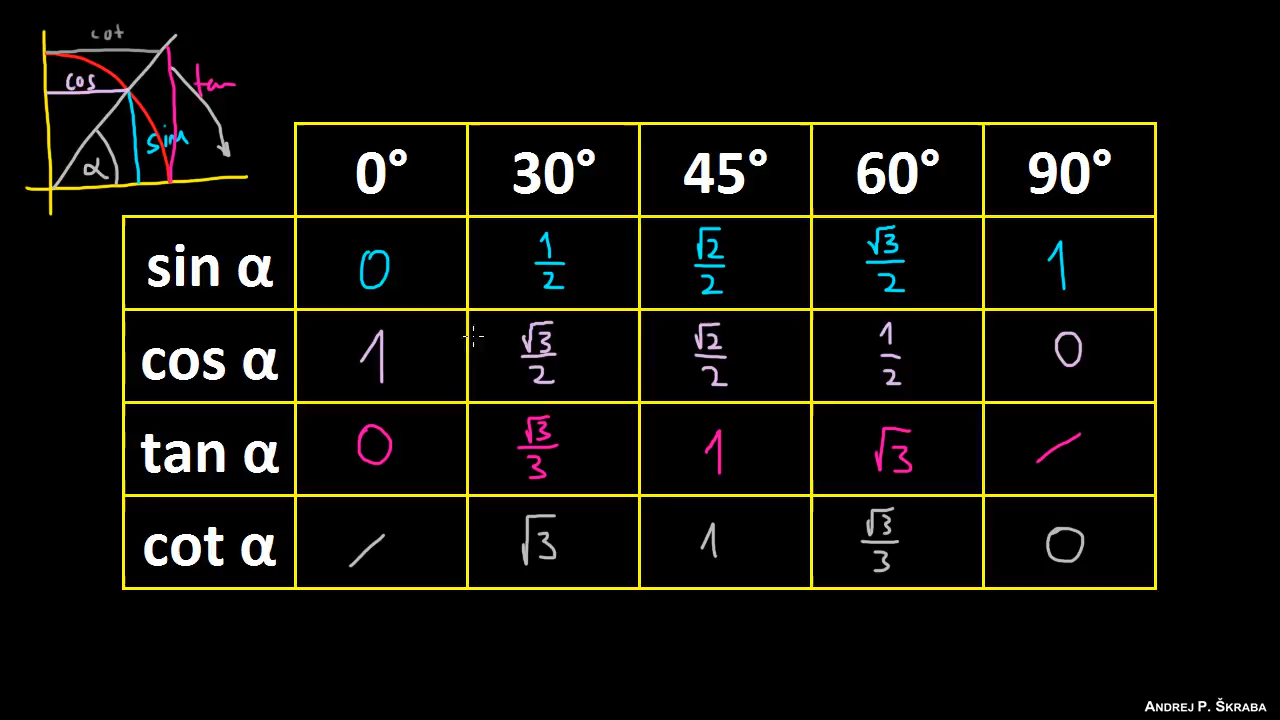 cot
cos
tan
sin
α
0° 30° 45° 60° 90°
sin α 0 1/2 √2/2 √3/2 1
cos α 1 √3/2 √2/2 1/2 0
tan α 0 √3/3 1 √3 /
cot α / √3 1 √3/3 0
ANDREJ P. ŠKRABA